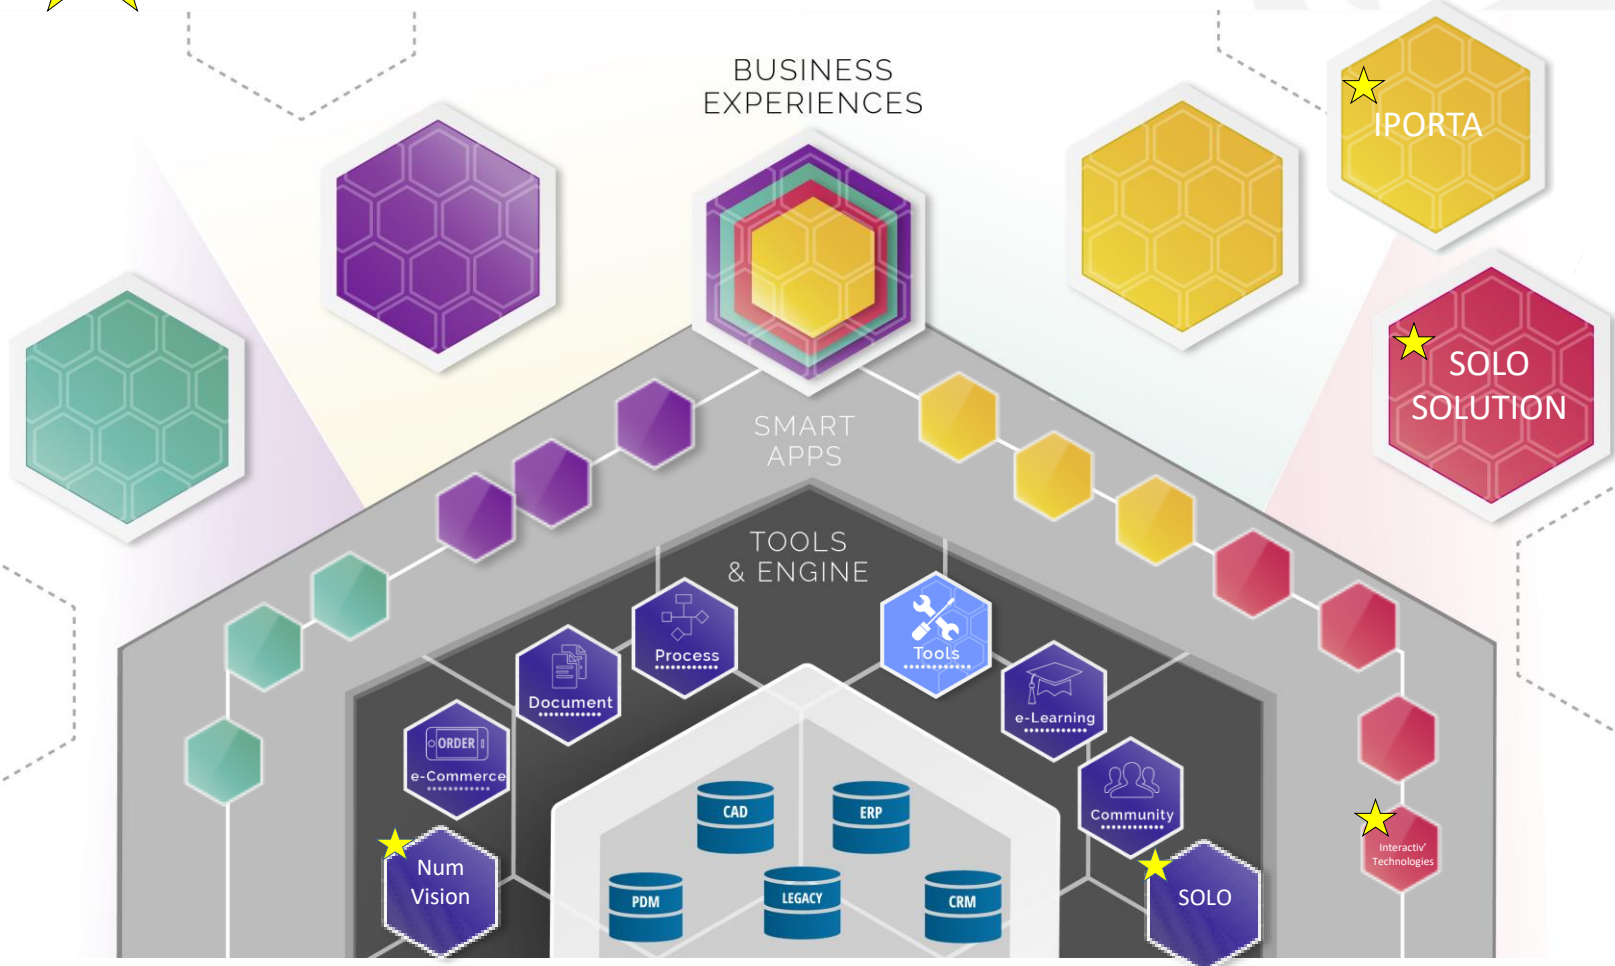 BUSINESS
EXPERIENCES
IPORTA
SOLO
SOLUTION
SMART
APPS
TOOLS
& ENGINE
Process
Tools
Document
e-Learning
ORDER
e-Commerce
Community
CAD
ERP
Num
Vision
PDM
LEGACY
CRM
SOLO
Interactiv'
Technologies